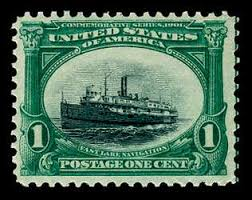 COMMEMORATIVE SERIES, 1901.
UNITED STATES
OF AMERICA
1 1
FAST LAKE NAVIGATION
POSTAGE ONE CENT